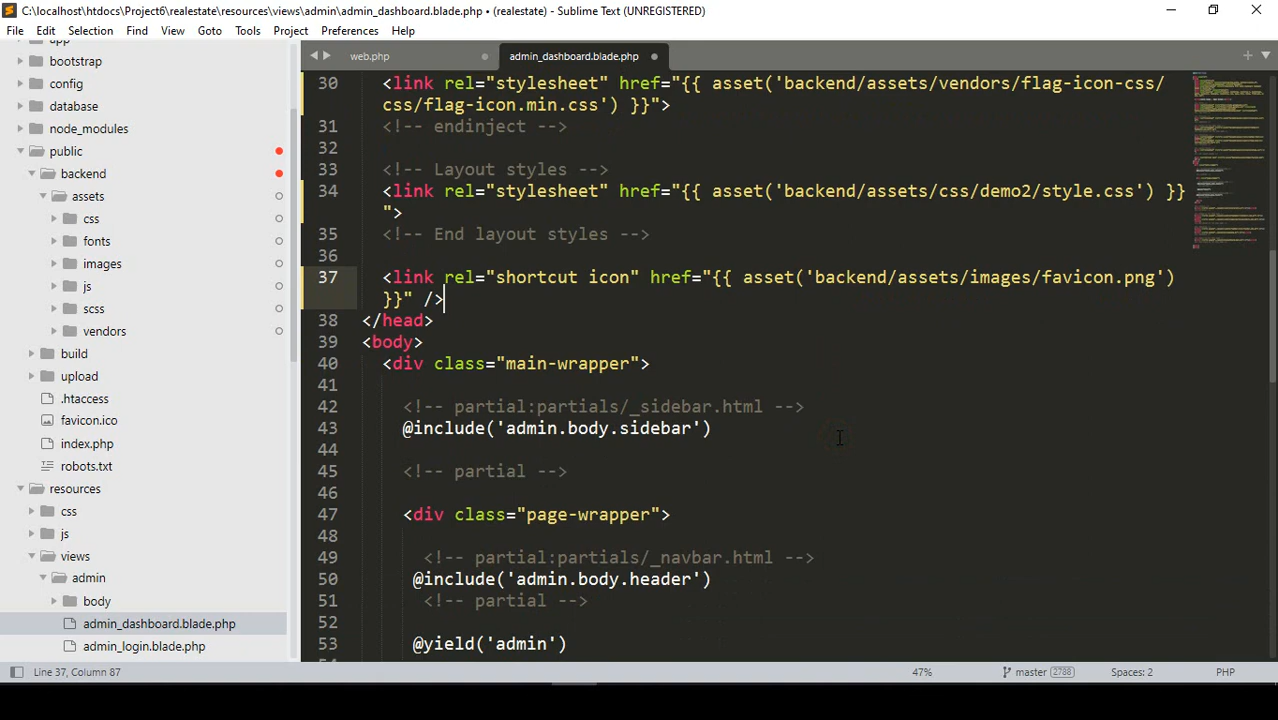 C:\localhost\htdocs\Project6\realestate\resources\views\admin\admin_dashboard.blade.php • (realestate) - Sublime Text (UNREGISTERED)
File Edit Selection Find View Goto Tools Project Preferences Help
web.php
admin_dashboard.blade.php
bootstrap
config
database
node_modules
public
backend
assets
css
fonts
images
js
scss
vendors
build
upload
.htaccess
favicon.ico
index.php
robots.txt
resources
css
js
views
admin
body
admin_dashboard.blade.php
admin_login.blade.php
30 <link rel="stylesheet" href="{{ asset('backend/assets/vendors/flag-icon-css/
css/flag-icon.min.css') }}">
31 <!-- endinject -->
32
33 <!-- Layout styles -->
34 <link rel="stylesheet" href="{{ asset('backend/assets/css/demo2/style.css') }}
">
35 <!-- End layout styles -->
36
37 <link rel="shortcut icon" href="{{ asset('backend/assets/images/favicon.png')
}}" />
38 </head>
39 <body>
40 <div class="main-wrapper">
41
42 <!-- partial:partials/_sidebar.html -->
43 @include('admin.body.sidebar')
44
45 <!-- partial -->
46
47 <div class="page-wrapper">
48
49 <!-- partial:partials/_navbar.html -->
50 @include('admin.body.header')
51 <!-- partial -->
52
53 @yield('admin')
Line 37, Column 87
47%
master 2788
Spaces: 2
PHP